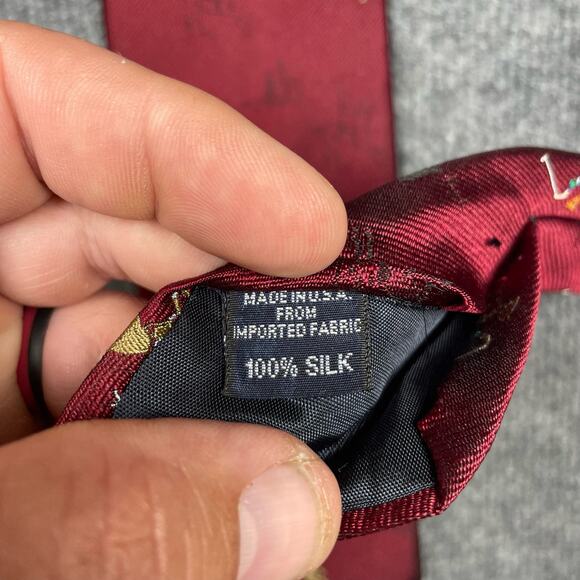 MADE IN U.S.A.
FROM
IMPORTED FABRIC
100% SILK